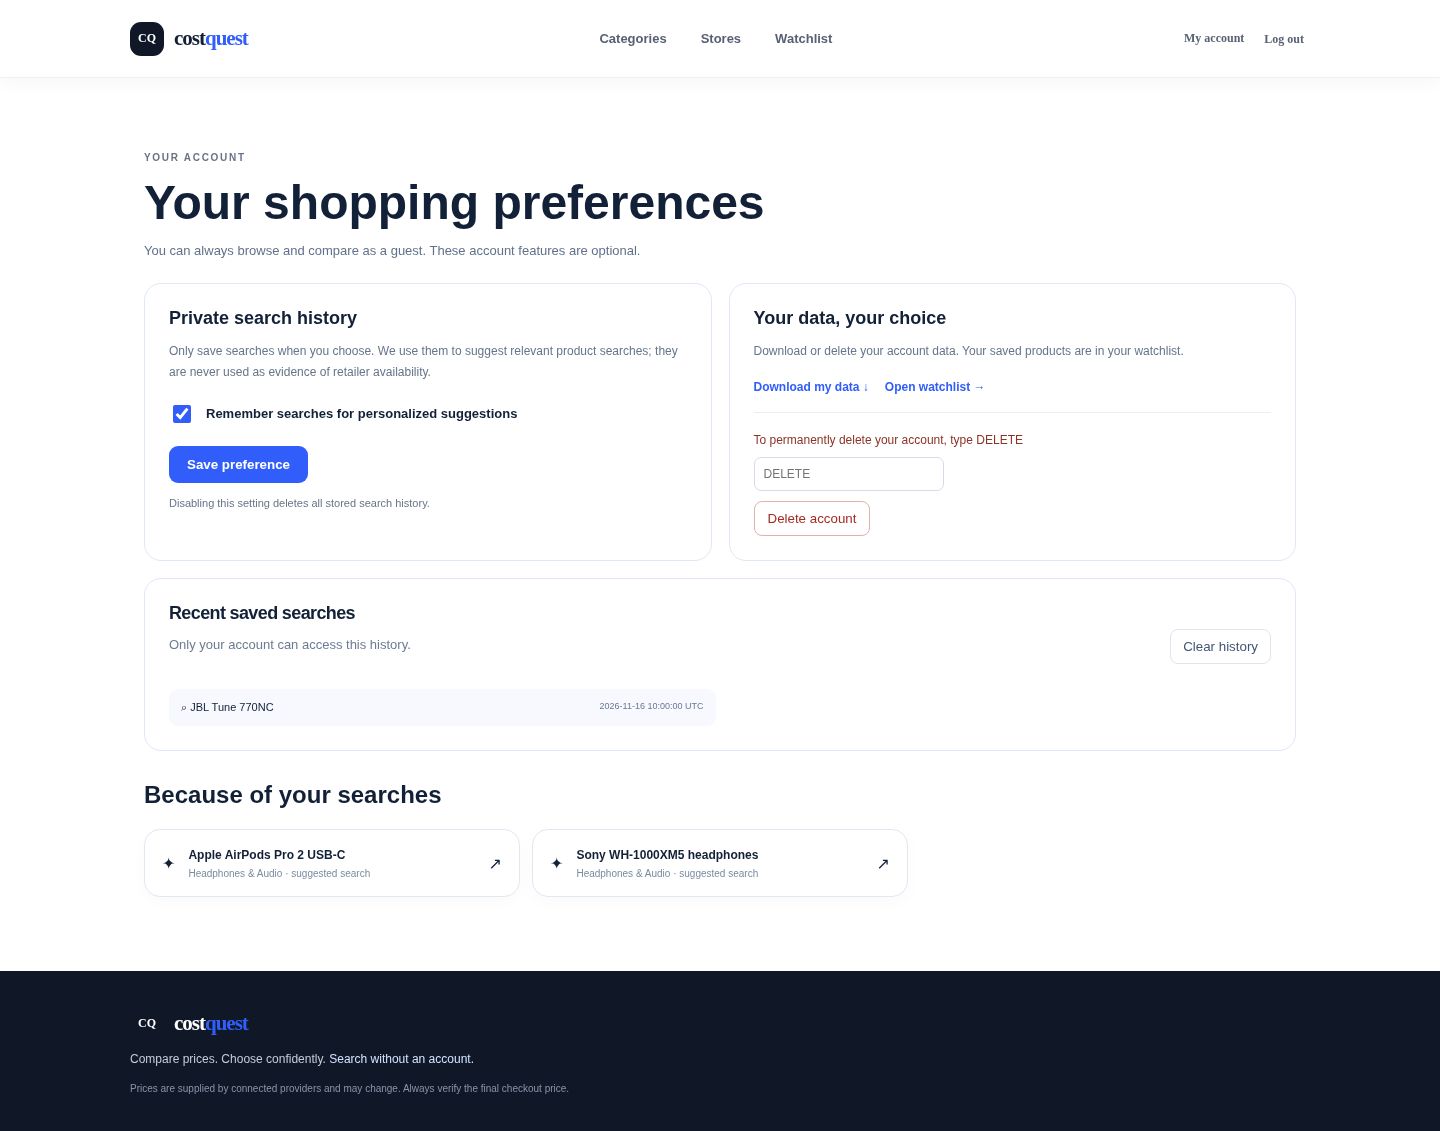 CQ costquest
Categories Stores Watchlist
My account Log out
YOUR ACCOUNT
Your shopping preferences
You can always browse and compare as a guest. These account features are optional.
Private search history
Only save searches when you choose. We use them to suggest relevant product searches; they
are never used as evidence of retailer availability.
Remember searches for personalized suggestions
Save preference
Disabling this setting deletes all stored search history.
Your data, your choice
Download or delete your account data. Your saved products are in your watchlist.
Download my data ↓ Open watchlist →
To permanently delete your account, type DELETE
DELETE
Delete account
Recent saved searches
Only your account can access this history.
Clear history
⌕ JBL Tune 770NC 2026-11-16 10:00:00 UTC
Because of your searches
✦ Apple AirPods Pro 2 USB-C ↗
Headphones & Audio · suggested search
✦ Sony WH-1000XM5 headphones ↗
Headphones & Audio · suggested search
CQ costquest
Compare prices. Choose confidently. Search without an account.
Prices are supplied by connected providers and may change. Always verify the final checkout price.